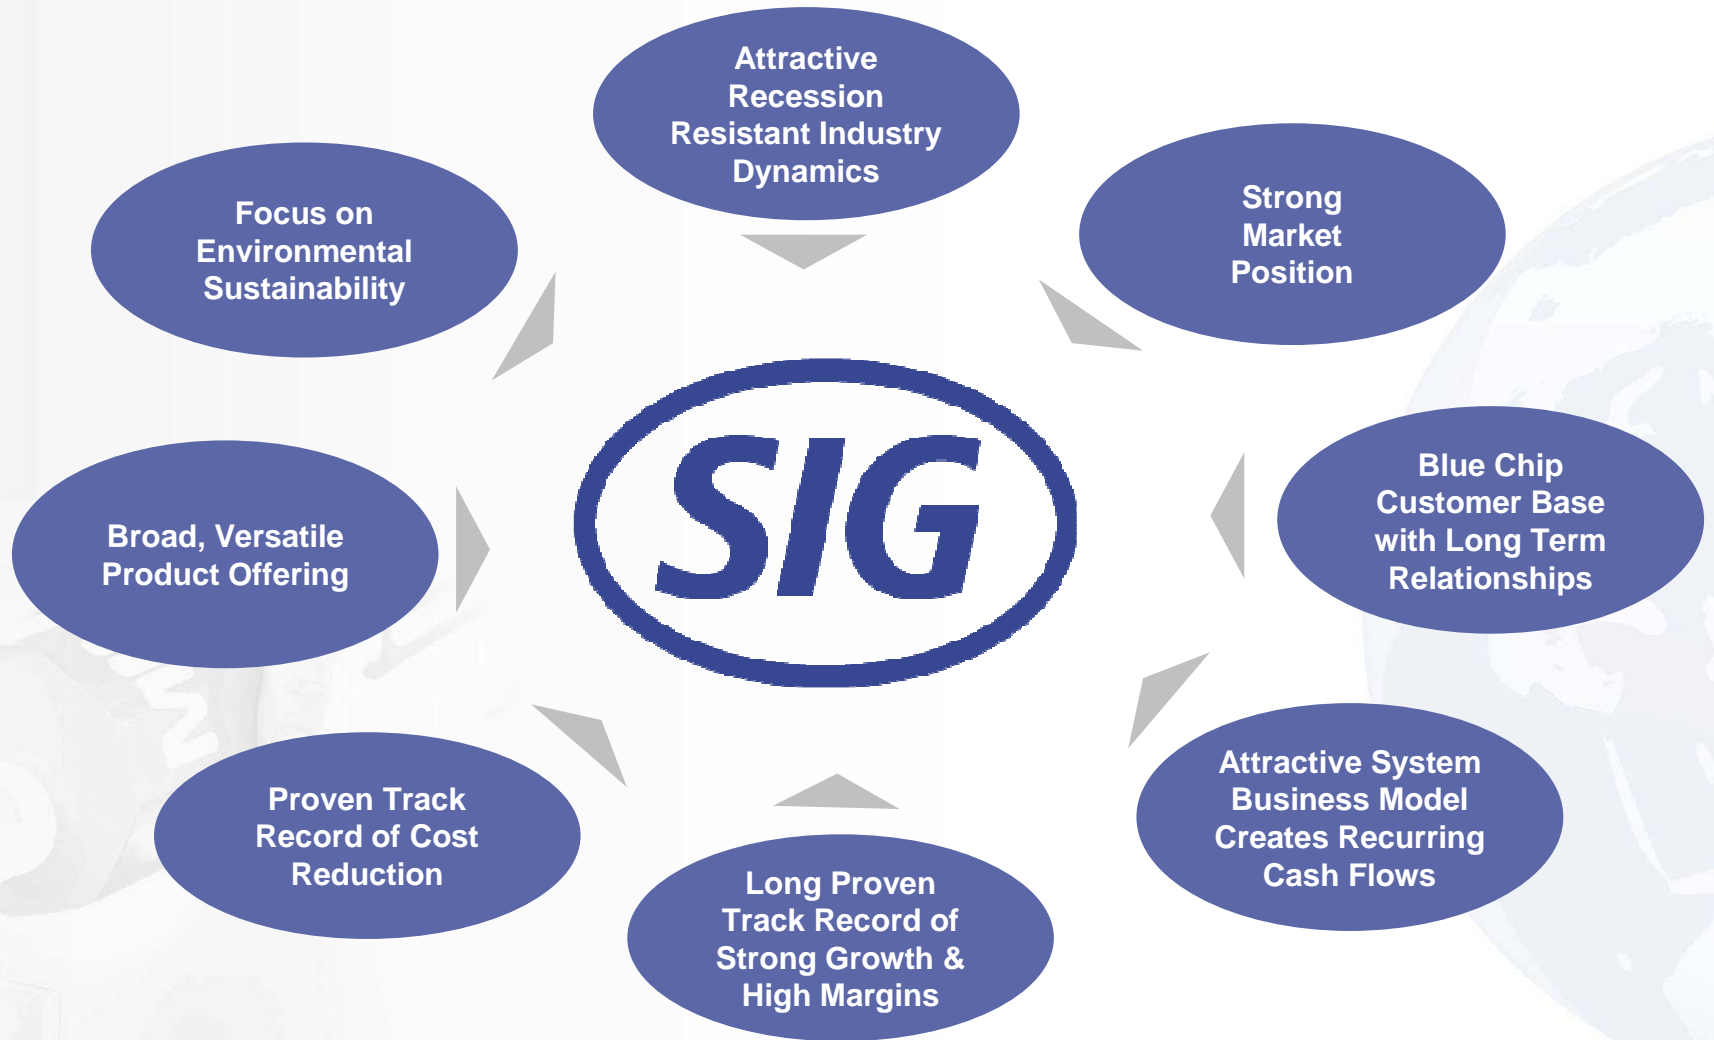 Attractive
Recession
Resistant Industry
Dynamics
Strong
Market
Position
Blue Chip
Customer Base
with Long Term
Relationships
Attractive System
Business Model
Creates Recurring
Cash Flows
Long Proven
Track Record of
Strong Growth &
High Margins
Proven Track
Record of Cost
Reduction
Broad, Versatile
Product Offering
Focus on
Environmental
Sustainability
SIG